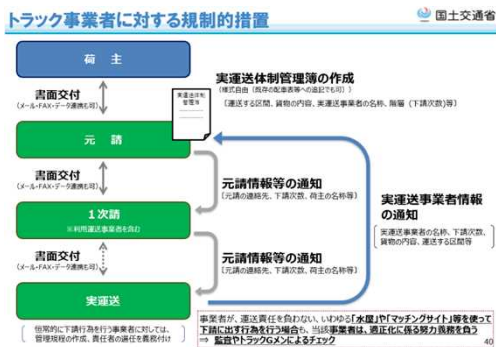 トラック事業者に対する規制的措置
国土交通省
荷 主
書面交付
(メール・FAX・データ連携も可)
実運送体制
管理簿
実運送体制管理簿の作成
(様式自由(既存の配車表等への追記でも可))
(運送する区間、貨物の内容、実運送事業者の名称、階層(下請次数)等)
元 請
書面交付
(メール・FAX・データ連携も可)
元請情報等の通知
(元請の連絡先、下請次数、荷主の名称等)
実運送事業者情報
の通知
実運送事業者の名称、下請次数、
貨物の内容、運送する区間等
1次請
※利用運送事業者を含む
書面交付
(メール・FAX・データ連携も可)
元請情報等の通知
(元請の連絡先、下請次数、荷主の名称等)
実運送
恒常的に下請行為を行う事業者に対しては、
管理規程の作成、責任者の選任を義務付け
事業者が、運送責任を負わない、いわゆる「水屋」や「マッチングサイト」等を使って
下請に出す行為を行う場合も、当該事業者は、適正化に係る努力義務を負う
⇒ 監査やトラックGメンによるチェック
40